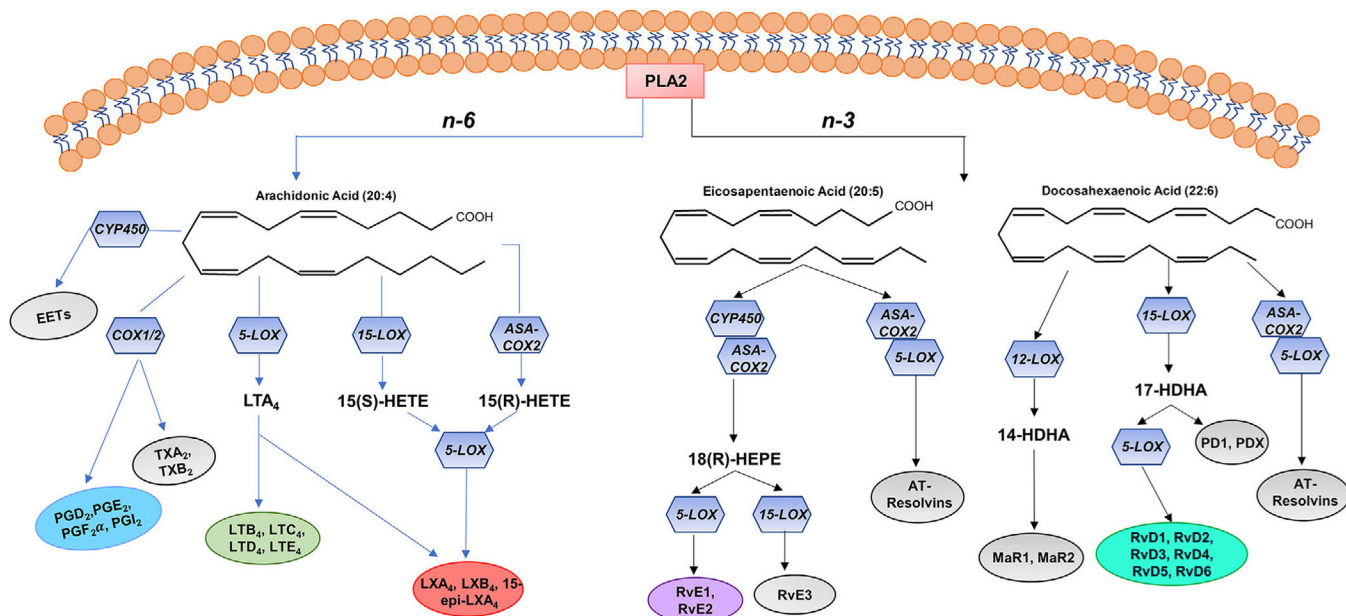 PLA2
n-6
n-3
Arachidonic Acid (20:4)
COOH
CYP450
EETs
COX1/2
5-LOX
15-LOX
ASA-
COX2
LTA₄
15(S)-HETE
15(R)-HETE
5-LOX
TXA₂,
TXB₂
PGD₂,PGE₂,
PGF₂α, PGI₂
LTB₄, LTC₄,
LTD₄, LTE₄
LXA₄, LXB₄, 15-
epi-LXA₄
Eicosapentaenoic Acid (20:5)
COOH
CYP450
ASA-
COX2
ASA-
COX2
5-LOX
18(R)-HEPE
5-LOX
15-LOX
AT-
Resolvins
RvE1,
RvE2
RvE3
Docosahexaenoic Acid (22:6)
COOH
12-LOX
15-LOX
ASA-
COX2
5-LOX
14-HDHA
17-HDHA
5-LOX
PD1, PDX
AT-
Resolvins
MaR1, MaR2
RvD1, RvD2,
RvD3, RvD4,
RvD5, RvD6